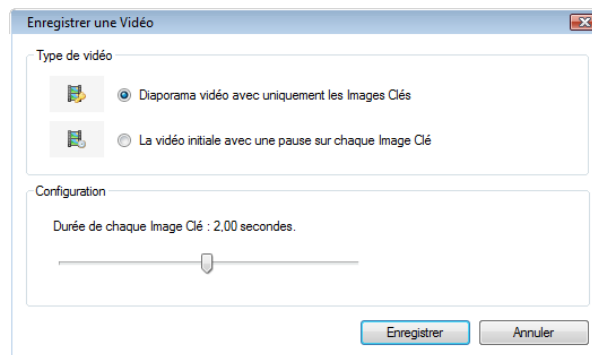 Enregistrer une Vidéo
Type de vidéo
Diaporama vidéo avec uniquement les Images Clés
La vidéo initiale avec une pause sur chaque Image Clé
Configuration
Durée de chaque Image Clé : 2,00 secondes.
Enregistrer
Annuler